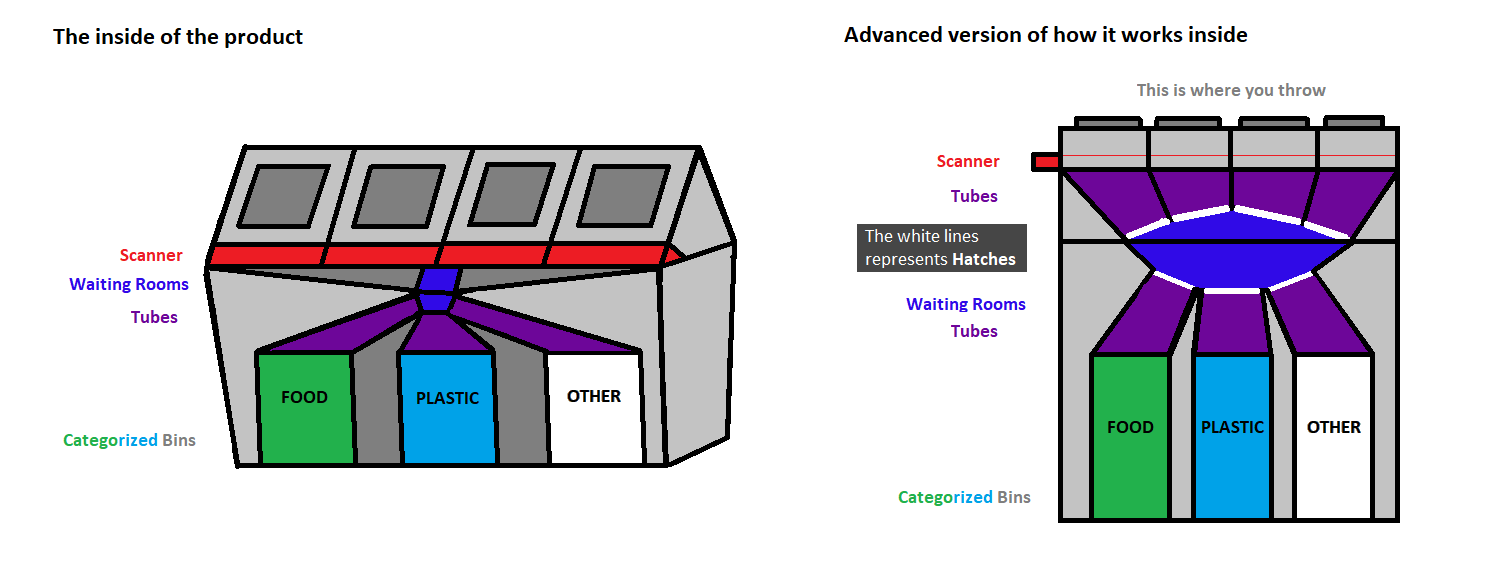 The inside of the product
Scanner
Waiting Rooms
Tubes
FOOD
PLASTIC
OTHER
Categorized Bins
Advanced version of how it works inside
This is where you throw
Scanner
Tubes
The white lines
represents Hatches
Waiting Rooms
Tubes
FOOD
PLASTIC
OTHER
Categorized Bins